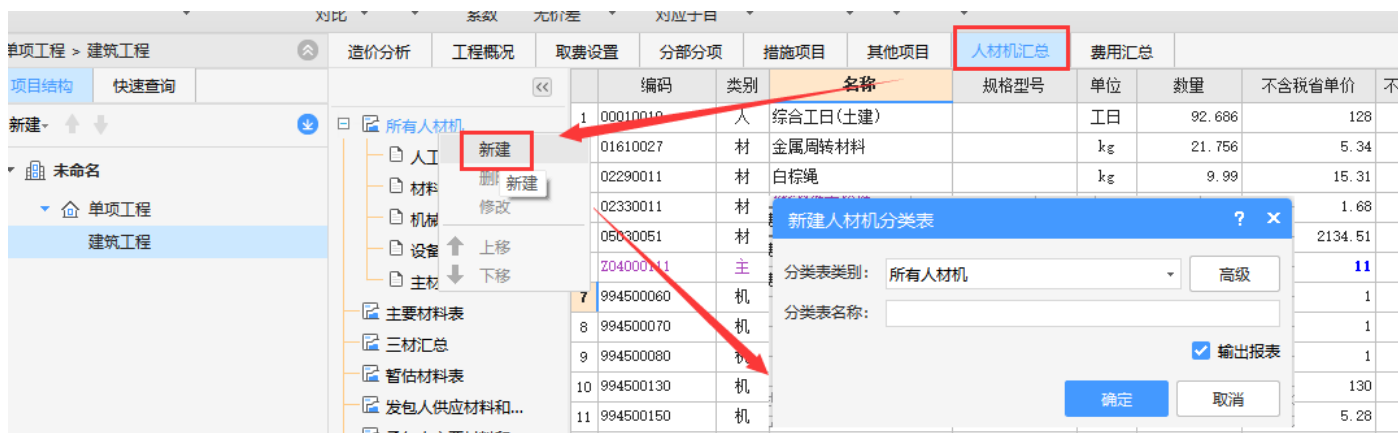 对比 累数 无价差 对应子目
单项工程 > 建筑工程
造价分析 工程概况 取费设置 分部分项 措施项目 其他项目 人材机汇总 费用汇总
项目结构 快速查询
编码 类别 名称 规格型号 单位 数量 不含税省单价 不
新建
所有人材机
1 00010010 人 综合工日(土建) 工日 92.686 128
人工
新建
01610027 材 金属周转材料 kg 21.756 5.34
未命名
材料
删
新建
02290011 材 白棕绳 kg 9.99 15.31
单项工程
机械
修改
02330011 材 1.68
建筑工程
设备
上移
05030051 材 2134.51
主材
下移
Z04000111 主 11
7 994500060 机 1
主要材料表
8 994500070 机 1
三材汇总
9 994500080 机 1
暂估材料表
10 994500130 机 130
发包人供应材料和...
11 994500150 机 5.28
新建人材机分类表 ? ×
分类表类别: 所有人材机 高级
分类表名称:
输出报表
确定 取消